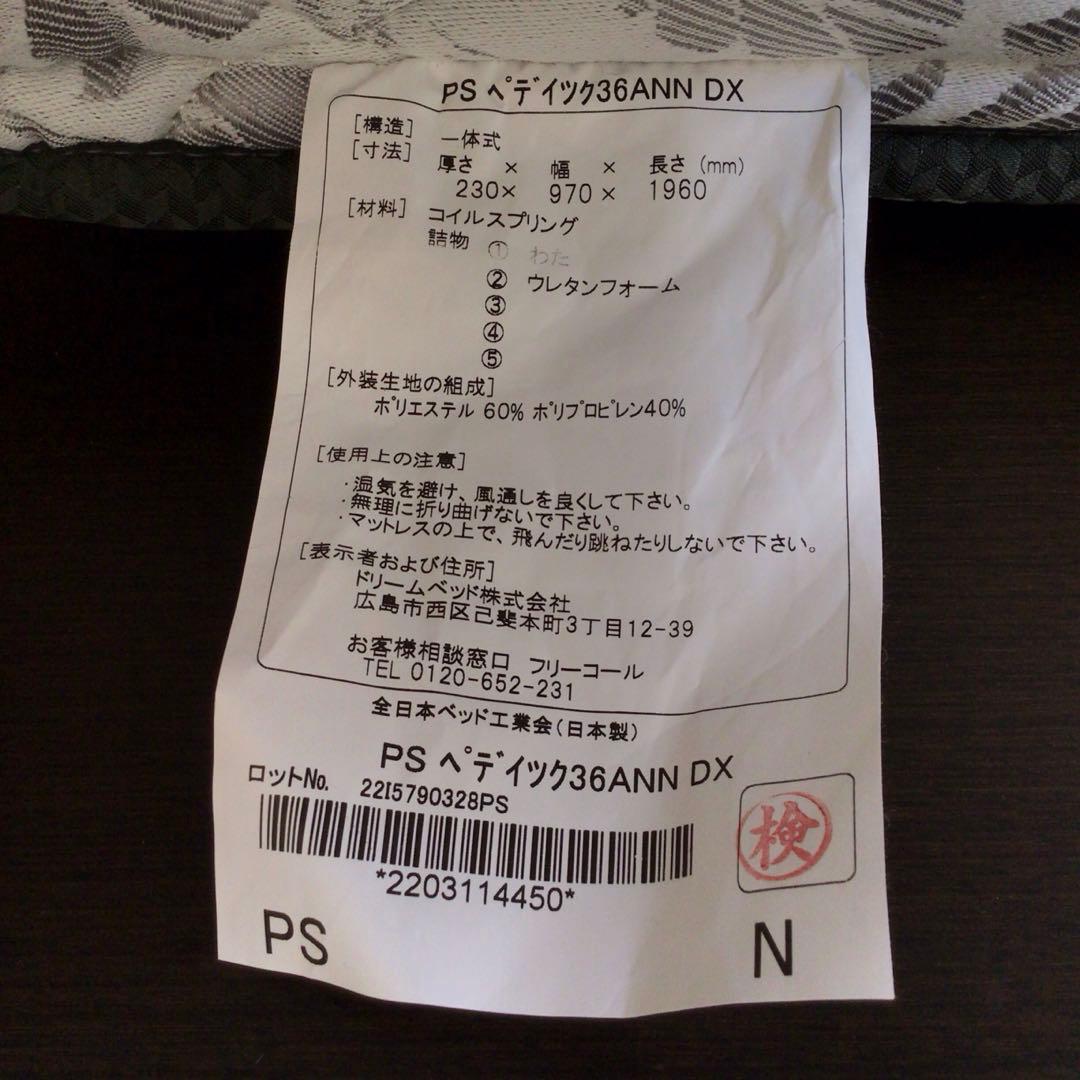 PS ペデイツク36ANN DX
[構造] 一体式
[寸法] 厚さ × 幅 × 長さ (mm)
230× 970× 1960
[材料] コイルスプリング
詰物 ① わた
② ウレタンフォーム
③
④
⑤
[外装生地の組成]
ポリエステル 60% ポリプロピレン40%
[使用上の注意]
・湿気を避け、風通しを良くして下さい。
・無理に折り曲げないで下さい。
・マットレスの上で、飛んだり跳ねたりしないで下さい。
[表示者および住所]
ドリームベッド株式会社
広島市西区己斐本町3丁目12-39
お客様相談窓口 フリーコール
TEL 0120-652-231
全日本ベッド工業会(日本製)
PS ペデイツク36ANN DX
ロットNo. 22I5790328PS
*2203114450*
検
PS N